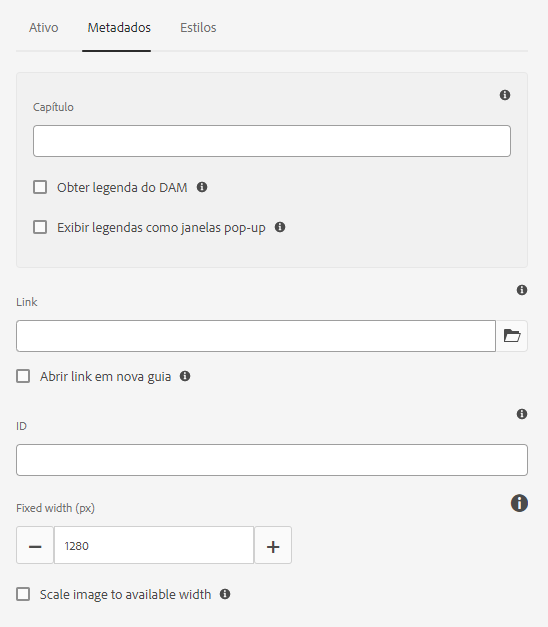 Ativo Metadados Estilos
Capítulo
Obter legenda do DAM
Exibir legendas como janelas pop-up
Link
Abrir link em nova guia
ID
Fixed width (px)
1280
Scale image to available width